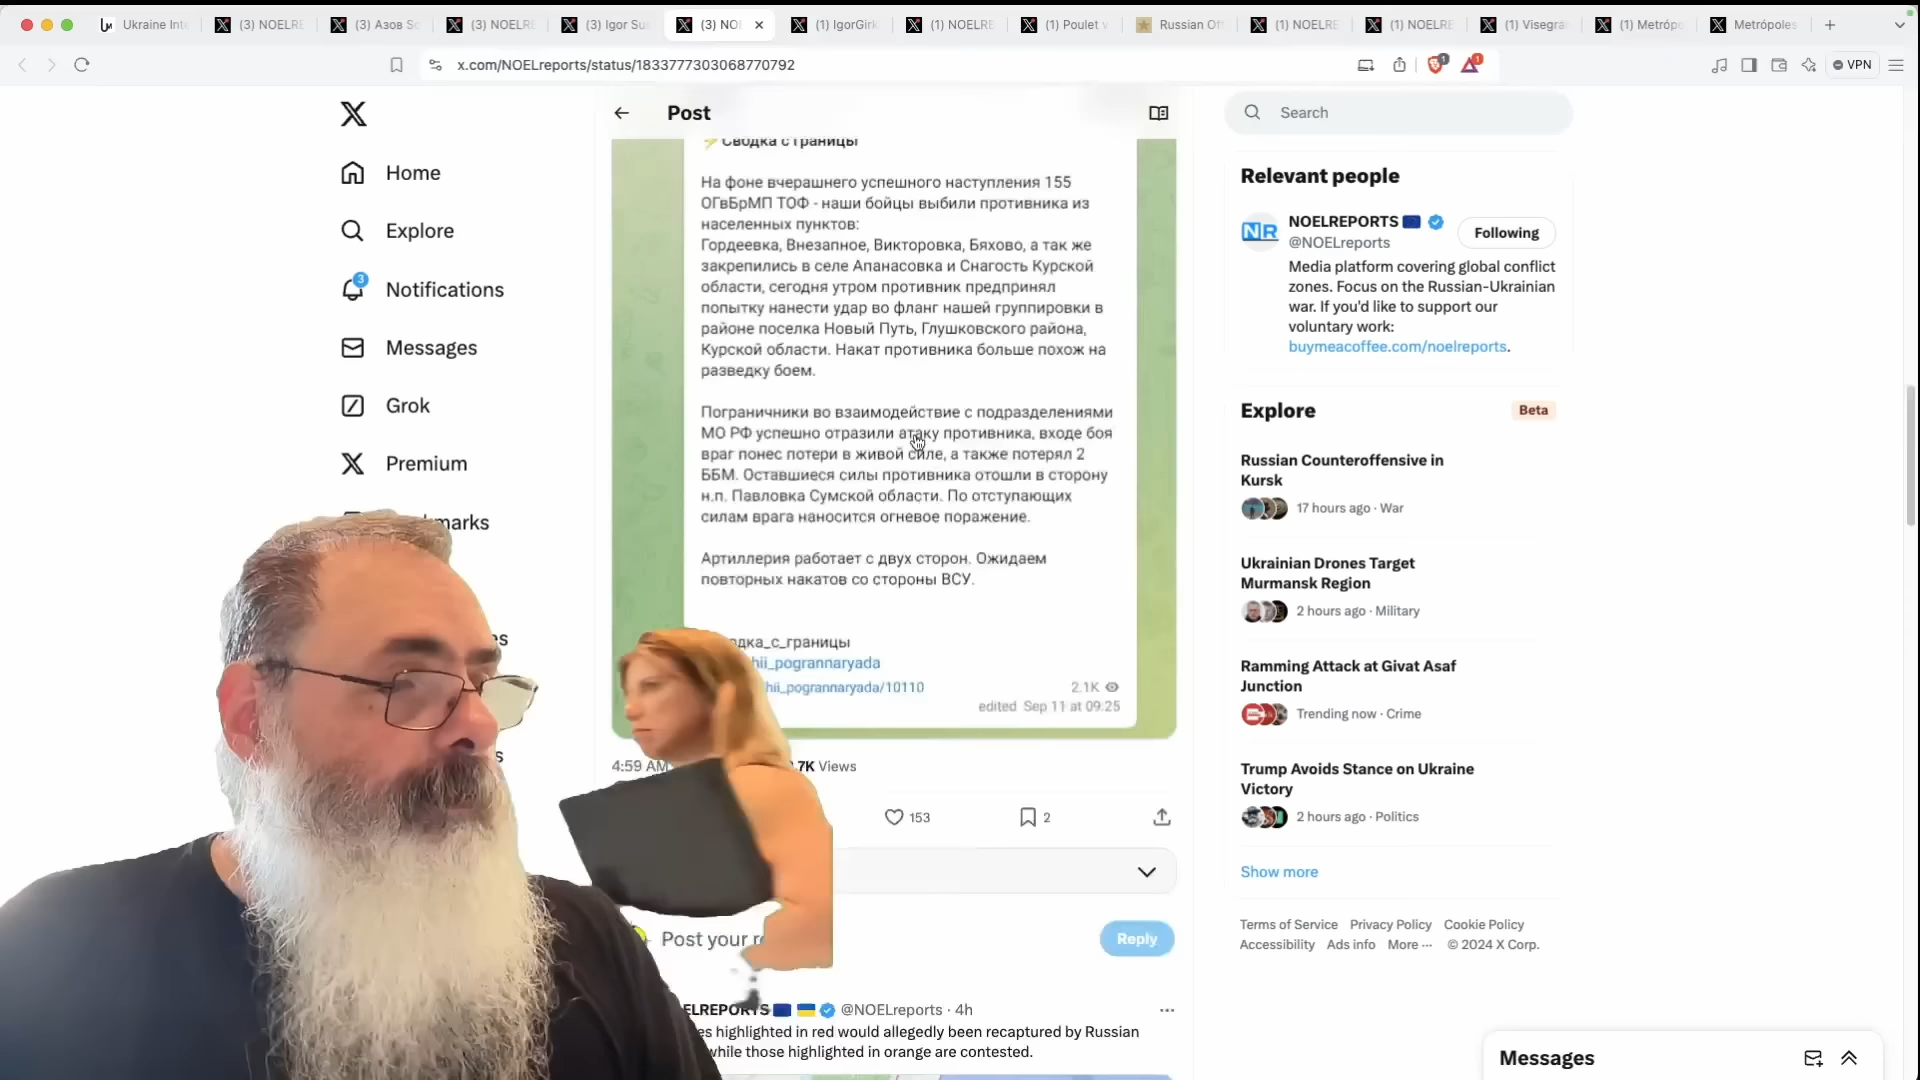 Ukraine Inte
(3) NOELRE
(3) Азов Sc
(3) NOELRE
(3) Igor Sus
(3) NOE
(1) IgorGirk
(1) NOELRE
(1) Poulet v
Russian Off
(1) NOELRE
(1) NOELRE
(1) Visegra
(1) Metrópo
Metrópoles
x.com/NOELreports/status/1833777303068770792
1
1
VPN
Home
Explore
3
Notifications
Messages
Grok
Premium
marks
Post
Сводка с границы
На фоне вчерашнего успешного наступления 155
ОГвБрМП ТОФ - наши бойцы выбили противника из
населенных пунктов:
Гордеевка, Внезапное, Викторовка, Бяхово, а так же
закрепились в селе Апанасовка и Снагость Курской
области, сегодня утром противник предпринял
попытку нанести удар во фланг нашей группировки в
районе поселка Новый Путь, Глушковского района,
Курской области. Накат противника больше похож на
разведку боем.
Пограничники во взаимодействие с подразделениями
МО РФ успешно отразили атаку противника, входе боя
враг понес потери в живой силе, а также потерял 2
ББМ. Оставшиеся силы противника отошли в сторону
н.п. Павловка Сумской области. По отступающих
силам врага наносится огневое поражение.
Артиллерия работает с двух сторон. Ожидаем
повторных накатов со стороны ВСУ.
одка_с_границы
hii_pogrannaryada
hii_pogrannaryada/10110
2.1K
edited Sep 11 at 09:25
4:59 AM
.7K Views
153
2
Post your re
Reply
ELREPORTS @NOELreports · 4h
es highlighted in red would allegedly been recaptured by Russian
while those highlighted in orange are contested.
Search
Relevant people
NR
NOELREPORTS
@NOELreports
Following
Media platform covering global conflict
zones. Focus on the Russian-Ukrainian
war. If you'd like to support our
voluntary work:
buymeacoffee.com/noelreports.
Explore
Beta
Russian Counteroffensive in
Kursk
17 hours ago · War
Ukrainian Drones Target
Murmansk Region
2 hours ago · Military
Ramming Attack at Givat Asaf
Junction
Trending now · Crime
Trump Avoids Stance on Ukraine
Victory
2 hours ago · Politics
Show more
Terms of Service Privacy Policy Cookie Policy
Accessibility Ads info More ··· © 2024 X Corp.
Messages